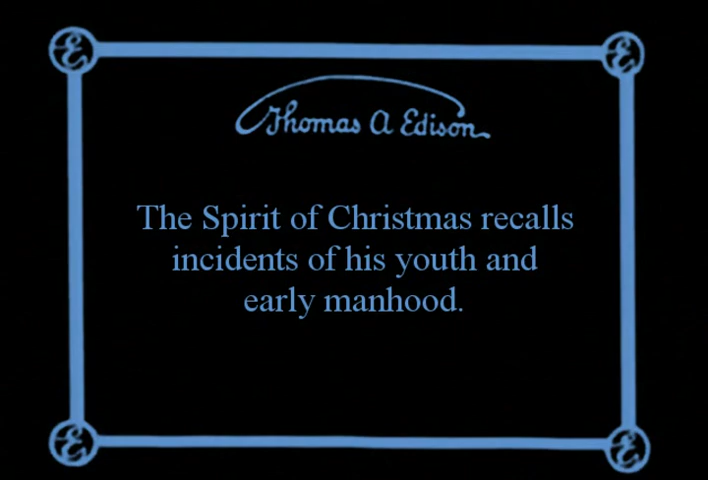 Thomas A Edison
The Spirit of Christmas recalls
incidents of his youth and
early manhood.